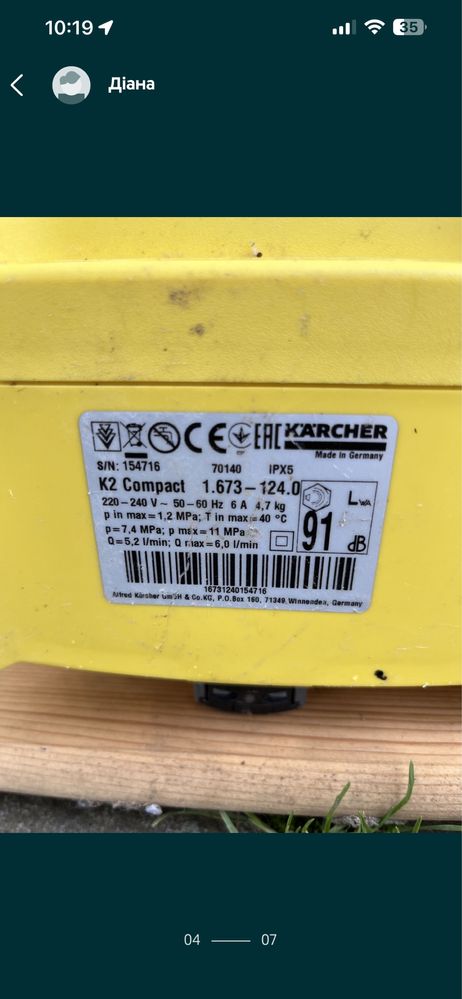 10:19
35
Діана
EAC KÄRCHER
Made in Germany
S/N: 154716 70140 IPX5
K2 Compact 1.673-124.0
220-240 V ~ 50-60 Hz 6 A 4,7 kg
p in max=1,2 MPa; T in max=40 °C
p=7,4 MPa; p max=11 MPa
Q=5,2 l/min; Q max=6,0 l/min
LWA
91 dB
16731240154716
Alfred Kärcher GmbH & Co.KG, P.O.Box 160, 71349 Winnenden, Germany
04 07